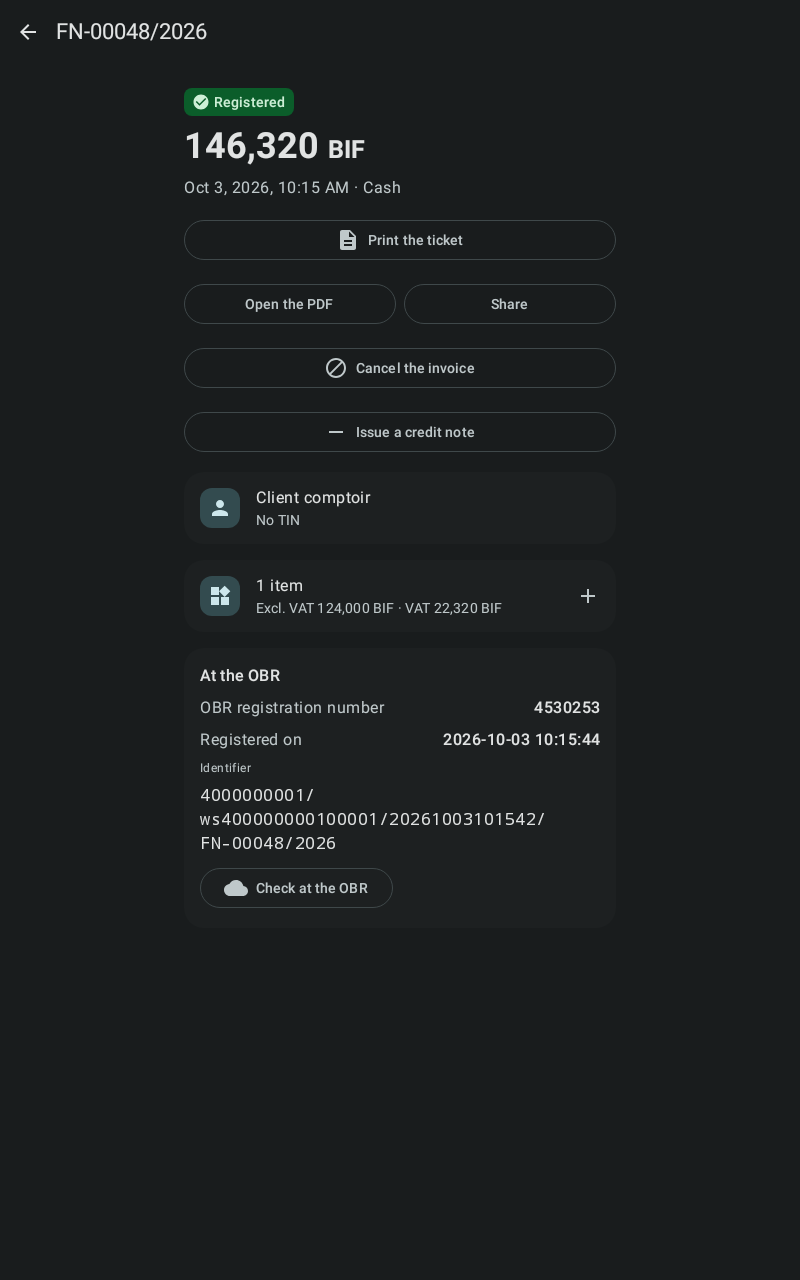 FN-00048/2026
Registered
146,320 BIF
Oct 3, 2026, 10:15 AM · Cash
Print the ticket
Open the PDF
Share
Cancel the invoice
Issue a credit note
Client comptoir
No TIN
1 item
Excl. VAT 124,000 BIF · VAT 22,320 BIF
At the OBR
OBR registration number 4530253
Registered on 2026-10-03 10:15:44
Identifier
4000000001/
ws400000000100001/20261003101542/
FN-00048/2026
Check at the OBR